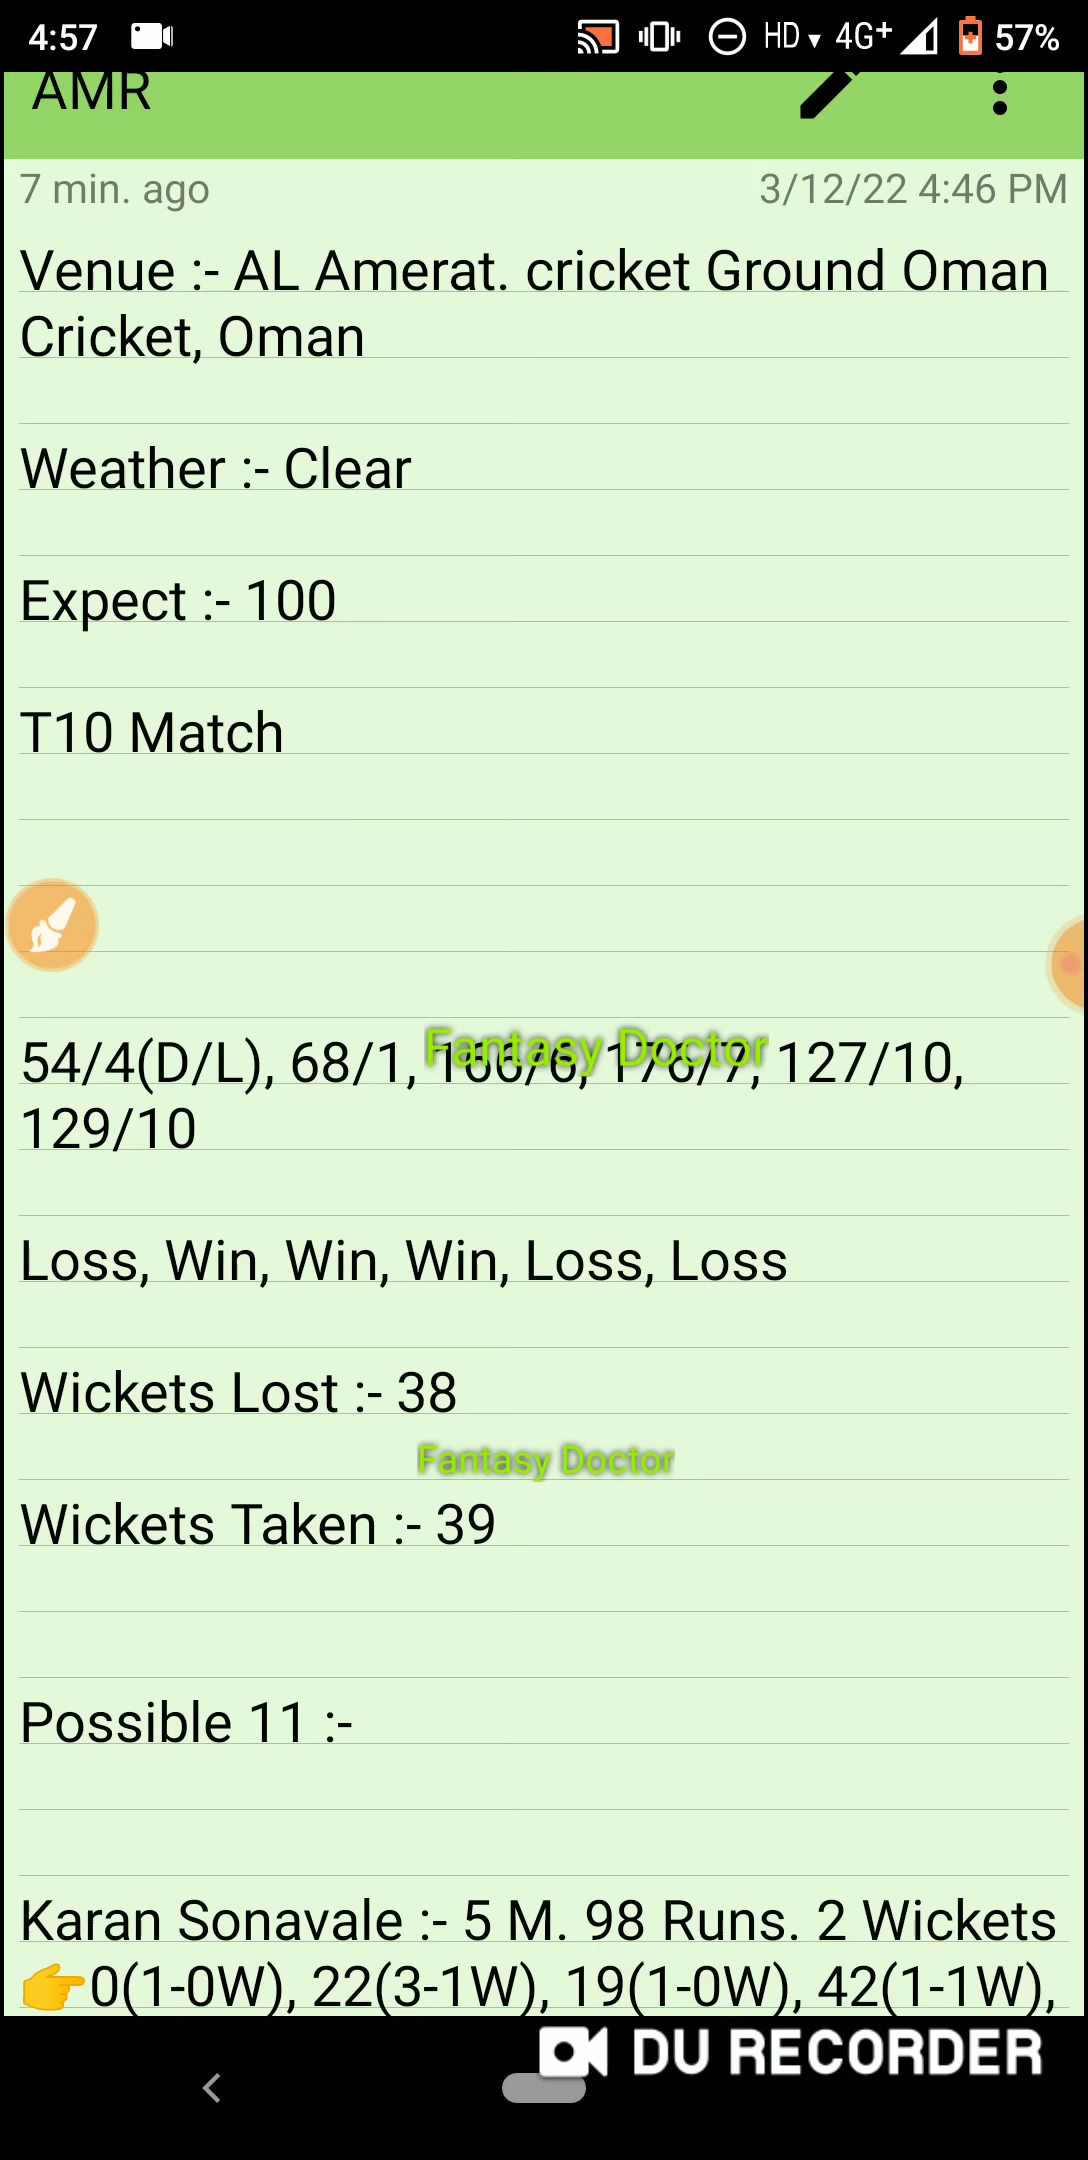 4:57 HD 4G+ 57%
AMR
7 min. ago 3/12/22 4:46 PM
Venue :- AL Amerat. cricket Ground Oman
Cricket, Oman
Weather :- Clear
Expect :- 100
T10 Match
Fantasy Doctor
54/4(D/L), 68/1, 166/6, 176/7, 127/10,
129/10
Loss, Win, Win, Win, Loss, Loss
Wickets Lost :- 38
Fantasy Doctor
Wickets Taken :- 39
Possible 11 :-
Karan Sonavale :- 5 M. 98 Runs. 2 Wickets
👉0(1-0W), 22(3-1W), 19(1-0W), 42(1-1W),
DU RECORDER